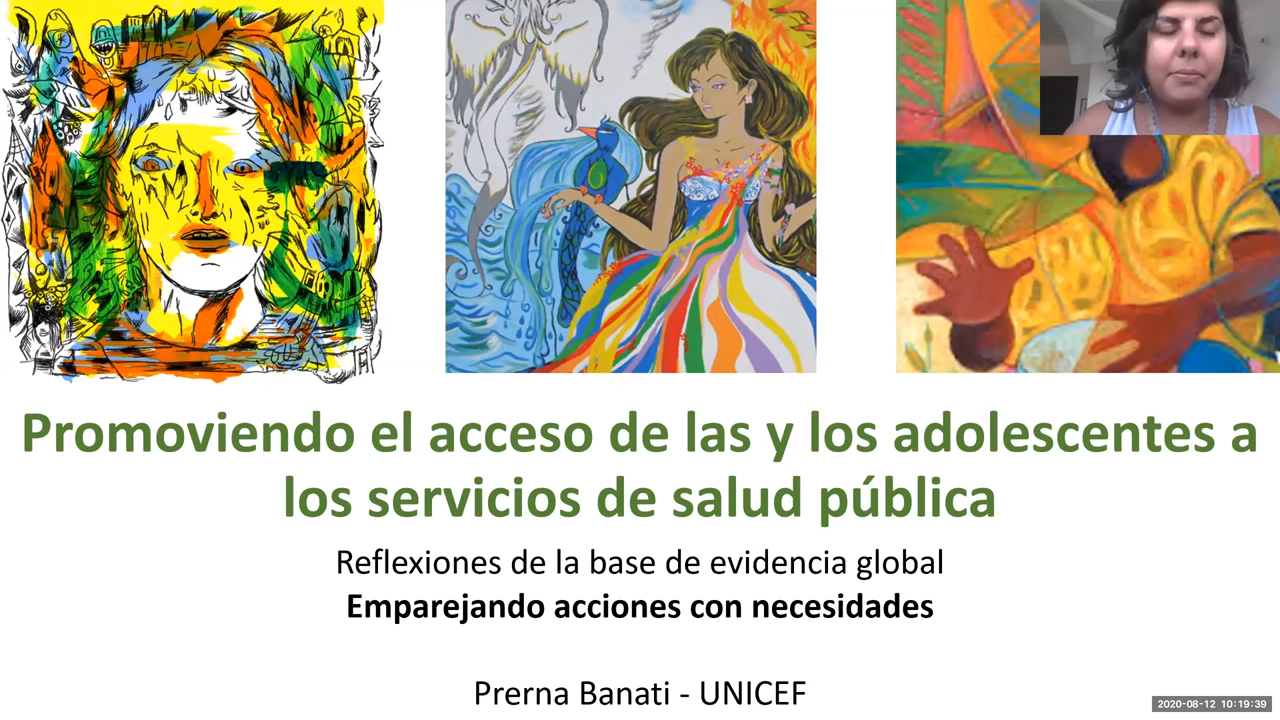 Promoviendo el acceso de las y los adolescentes a
los servicios de salud pública
Reflexiones de la base de evidencia global
Emparejando acciones con necesidades
Prerna Banati - UNICEF
2020-08-12 10:19:39